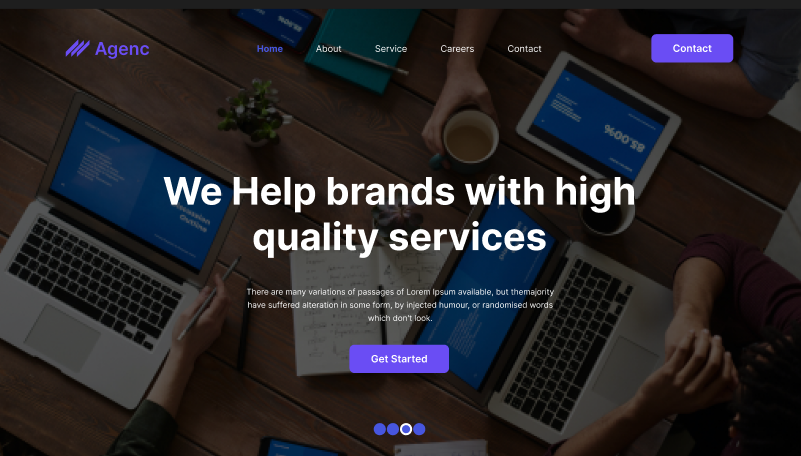 Agenc
Home About Service Careers Contact
Contact
85.00%
We Help brands with high
quality services
There are many variations of passages of Lorem Ipsum available, but themajority
have suffered alteration in some form, by injected humour, or randomised words
which don't look.
Get Started